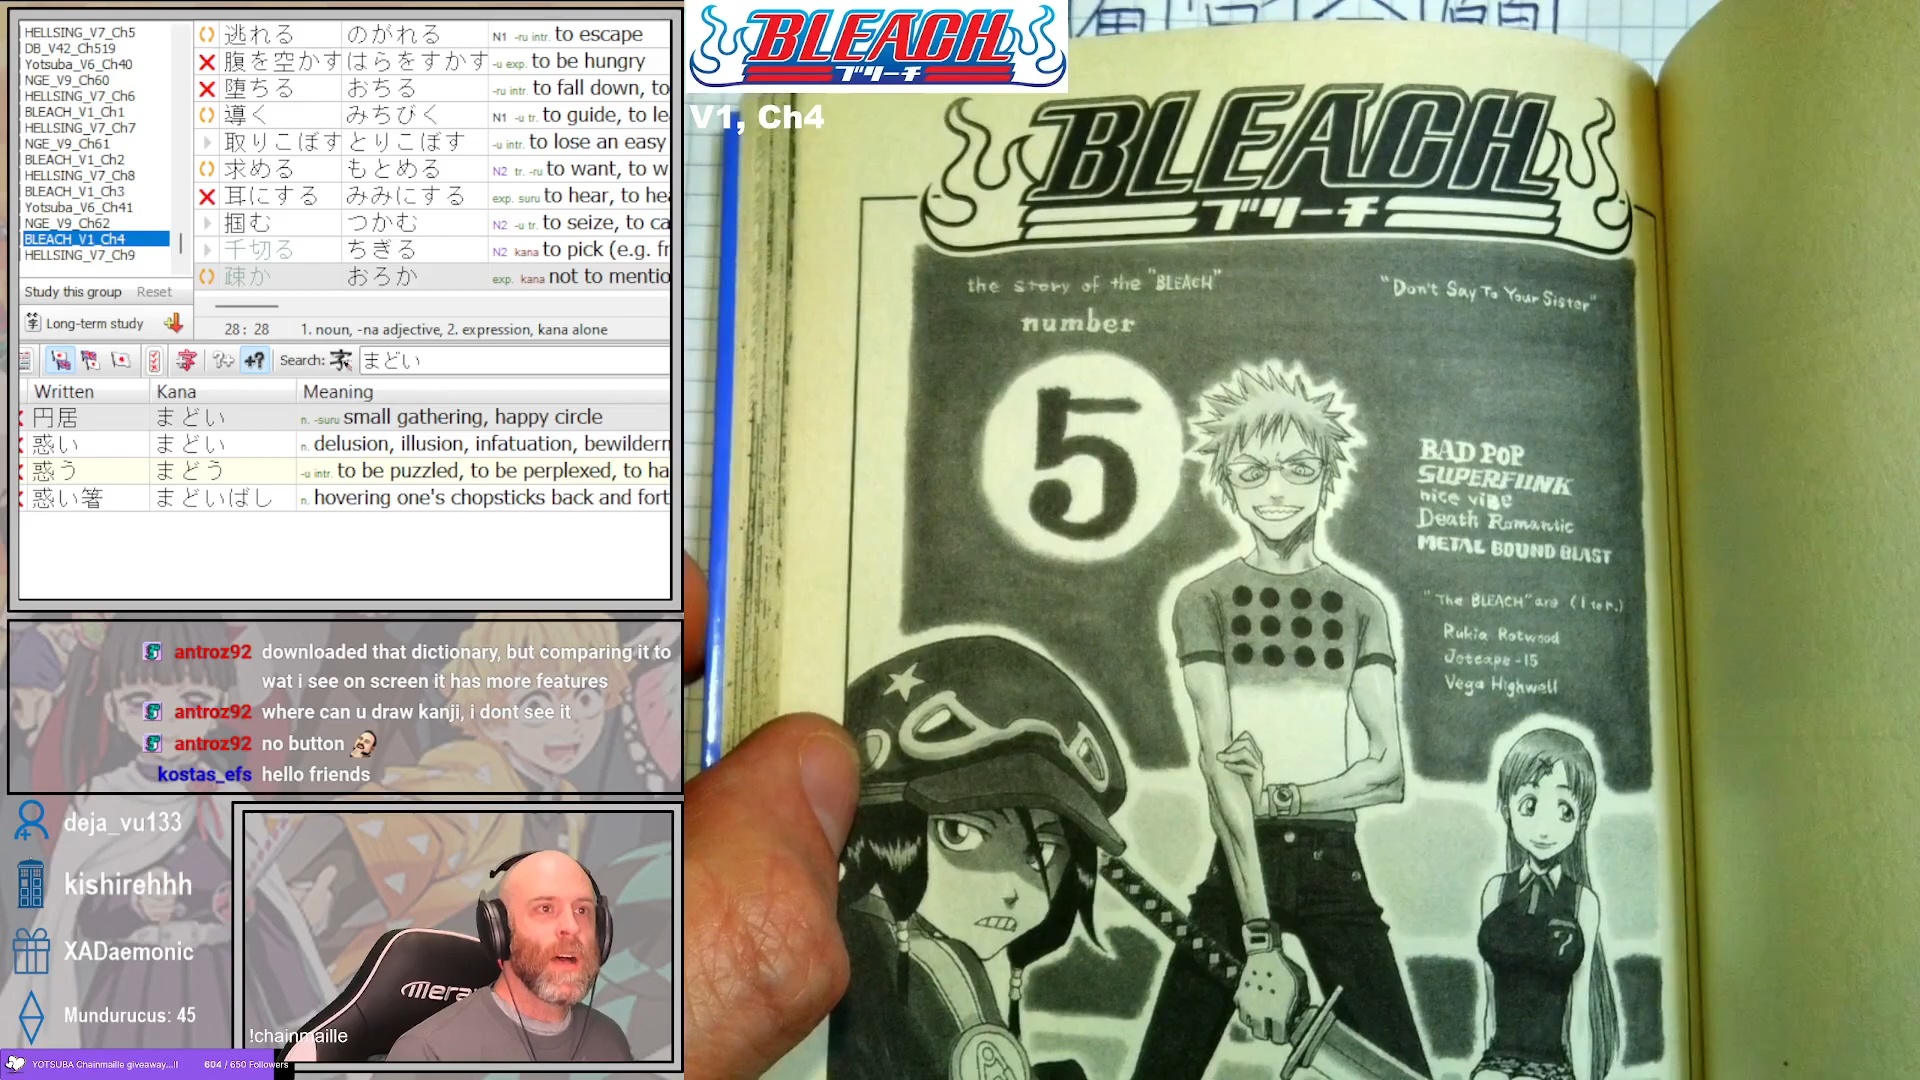 HELLSING_V7_Ch5
DB_V42_Ch519
Yotsuba_V6_Ch40
NGE_V9_Ch60
HELLSING_V7_Ch6
BLEACH_V1_Ch1
HELLSING_V7_Ch7
NGE_V9_Ch61
BLEACH_V1_Ch2
HELLSING_V7_Ch8
BLEACH_V1_Ch3
Yotsuba_V6_Ch41
NGE_V9_Ch62
BLEACH_V1_Ch4
HELLSING_V7_Ch9
Study this group Reset
Long-term study
逃れる のがれる N1 -ru intr. to escape
腹を空かす はらをすかす -u exp. to be hungry
堕ちる おちる -ru intr. to fall down, to
導く みちびく N1 -u tr. to guide, to le
取りこぼす とりこぼす -u intr. to lose an easy
求める もとめる N2 tr. -ru to want, to w
耳にする みみにする exp. suru to hear, to hea
掴む つかむ N2 -u tr. to seize, to ca
千切る ちぎる N2 kana to pick (e.g. fr
疎か おろか exp. kana not to mentio
28: 28 1. noun, -na adjective, 2. expression, kana alone
Search: まどい
Written Kana Meaning
円居 まどい n. -suru small gathering, happy circle
惑い まどい n. delusion, illusion, infatuation, bewildern
惑う まどう -u intr. to be puzzled, to be perplexed, to ha
惑い箸 まどいばし n. hovering one's chopsticks back and fort
antroz92 downloaded that dictionary, but comparing it to
wat i see on screen it has more features
antroz92 where can u draw kanji, i dont see it
antroz92 no button
kostas_efs hello friends
deja_vu133
kishirehhh
XADaemonic
Mundurucus: 45
!chainmaille
YOTSUBA Chainmaille giveaway...!! 604 / 650 Followers
BLEACH
ブリーチ
V1, Ch4
BLEACH
ブリーチ
the story of the "BLEACH"
number
5
"Don't Say To Your Sister"
BAD POP
SUPERFUNK
nice vibe
Death Romantic
METAL BOUND BLAST
"The BLEACH" are (l to r.)
Rukia Rotwood
Joteape-15
Vega Highwell